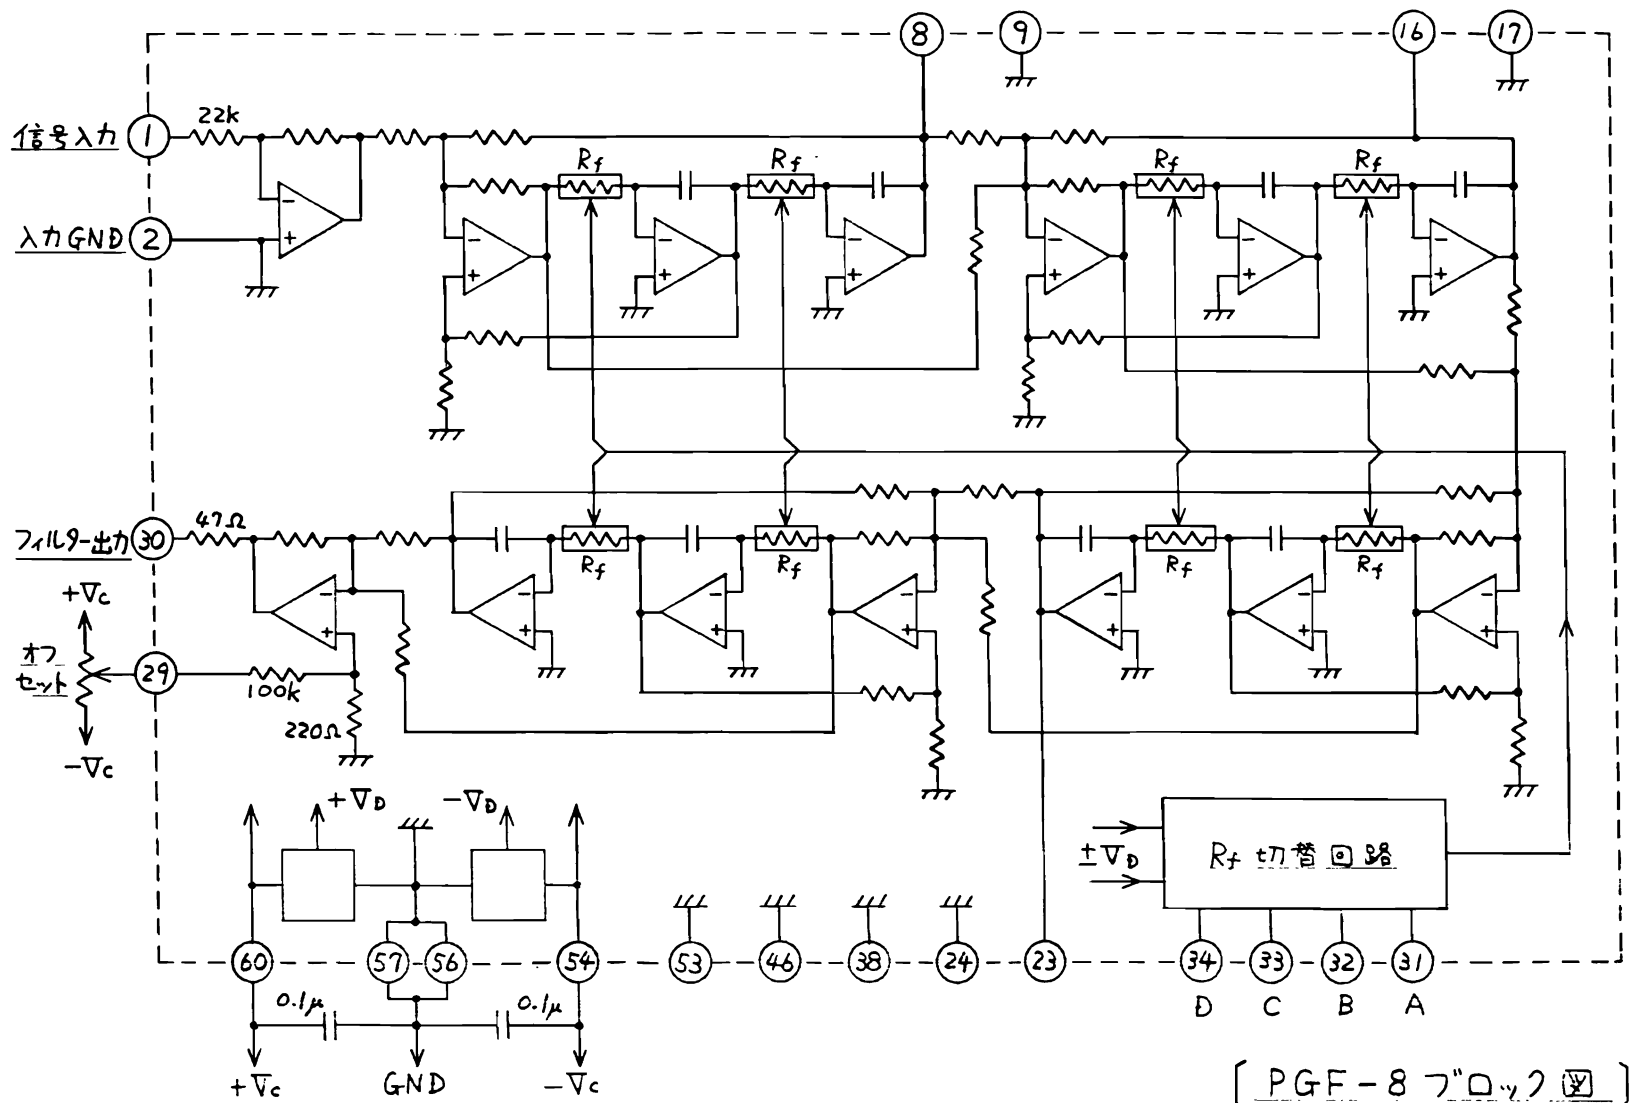 8 9 16 17
信号入力 1 22k
Rf Rf Rf Rf
入力GND 2
- - - - - - -
+ + + + + + +
フィルター出力 30 47Ω
Rf Rf Rf Rf
- - - - - - -
+ + + + + + +
+Vc
オフ
セット 29 100k
220Ω
-Vc
+VD -VD
±VD Rf 切替回路
60 57 56 54 53 46 38 24 23 34 33 32 31
D C B A
0.1μ 0.1μ
+Vc GND -Vc
[PGF-8 ブロック図]